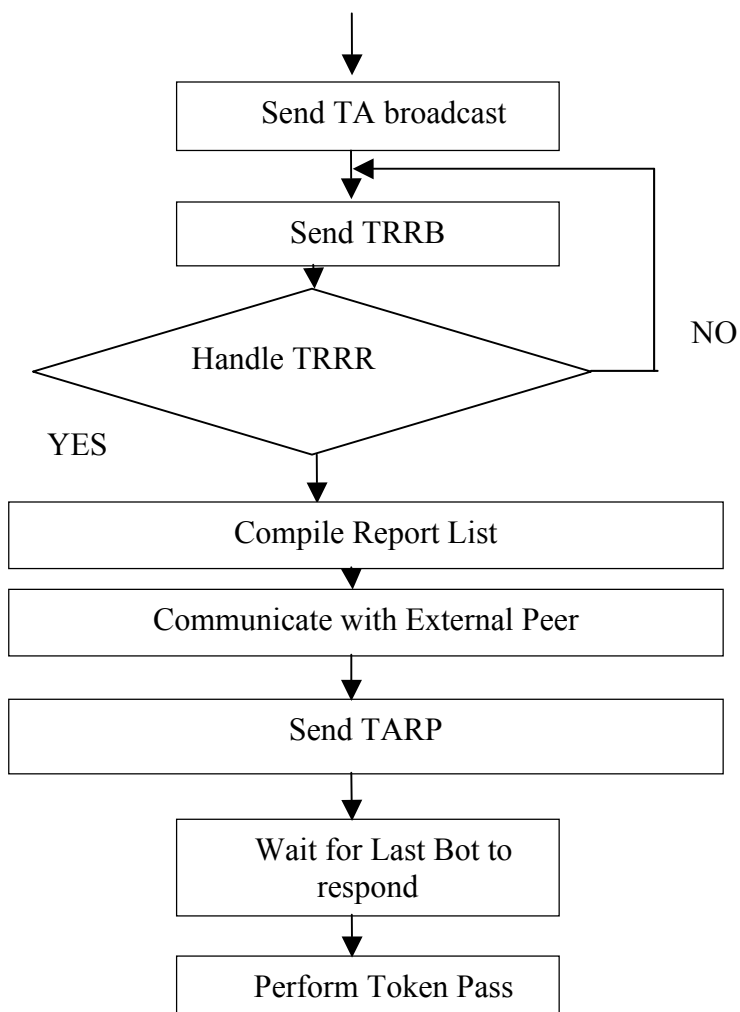 Send TA broadcast
Send TRRB
Handle TRRR
NO
YES
Compile Report List
Communicate with External Peer
Send TARP
Wait for Last Bot to
respond
Perform Token Pass